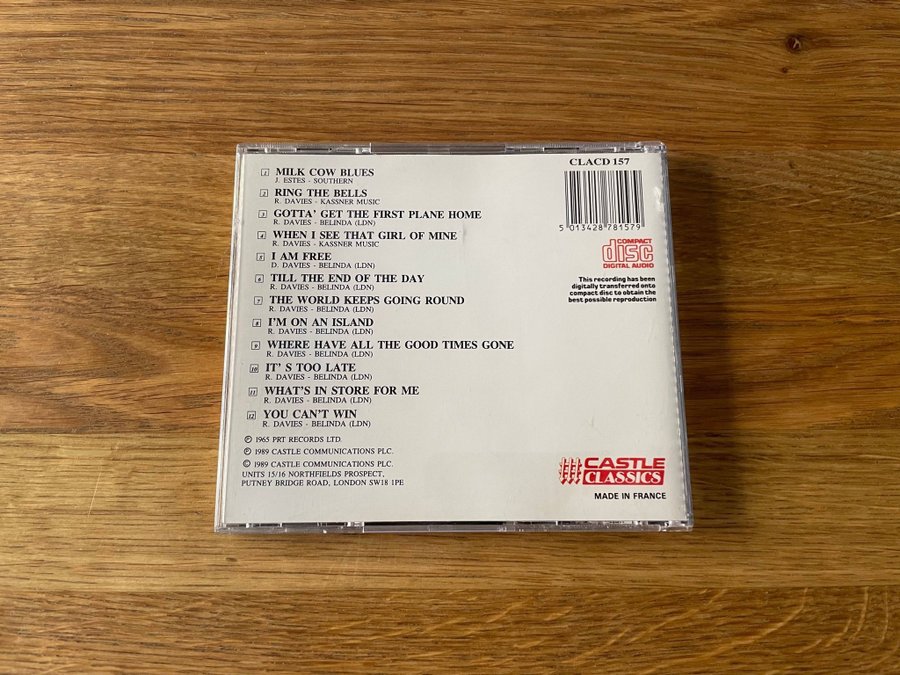 CLACD 157
1 MILK COW BLUES
J. ESTES - SOUTHERN
2 RING THE BELLS
R. DAVIES - KASSNER MUSIC
3 GOTTA' GET THE FIRST PLANE HOME
R. DAVIES - BELINDA (LDN)
4 WHEN I SEE THAT GIRL OF MINE
R. DAVIES - KASSNER MUSIC
5 I AM FREE
D. DAVIES - BELINDA (LDN)
6 TILL THE END OF THE DAY
R. DAVIES - BELINDA (LDN)
7 THE WORLD KEEPS GOING ROUND
R. DAVIES - BELINDA (LDN)
8 I'M ON AN ISLAND
R. DAVIES - BELINDA (LDN)
9 WHERE HAVE ALL THE GOOD TIMES GONE
R. DAVIES - BELINDA (LDN)
10 IT' S TOO LATE
R. DAVIES - BELINDA (LDN)
11 WHAT'S IN STORE FOR ME
R. DAVIES - BELINDA (LDN)
12 YOU CAN'T WIN
R. DAVIES - BELINDA (LDN)
℗ 1965 PRT RECORDS LTD.
℗ 1989 CASTLE COMMUNICATIONS PLC.
© 1989 CASTLE COMMUNICATIONS PLC.
UNITS 15/16 NORTHFIELDS PROSPECT,
PUTNEY BRIDGE ROAD, LONDON SW18 1PE
5 013428 781579
COMPACT
disc
DIGITAL AUDIO
This recording has been
digitally transferred onto
compact disc to obtain the
best possible reproduction
CASTLE
CLASSICS
MADE IN FRANCE